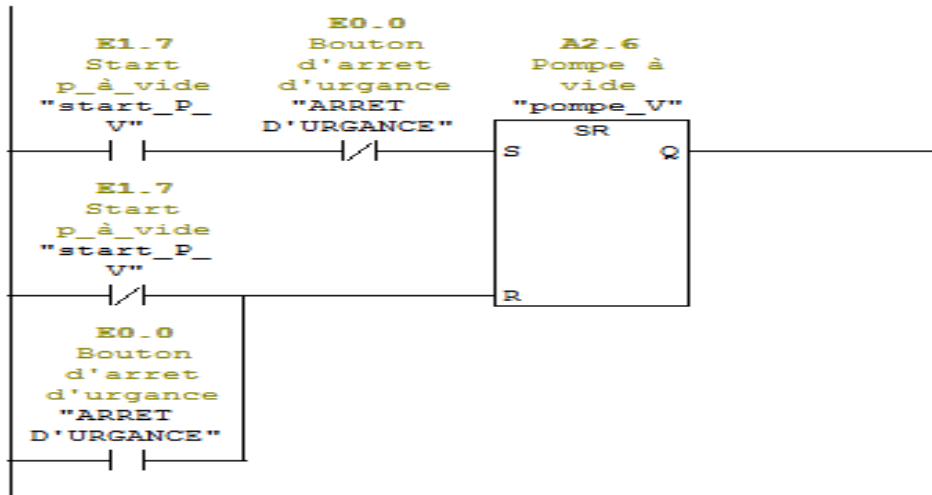 E1.7
Start
p_à_vide
"start_P_
V"
E0.0
Bouton
d'arret
d'urgance
"ARRET
D'URGANCE"
A2.6
Pompe à
vide
"pompe_V"
SR
S
Q
E1.7
Start
p_à_vide
"start_P_
V"
R
E0.0
Bouton
d'arret
d'urgance
"ARRET
D'URGANCE"